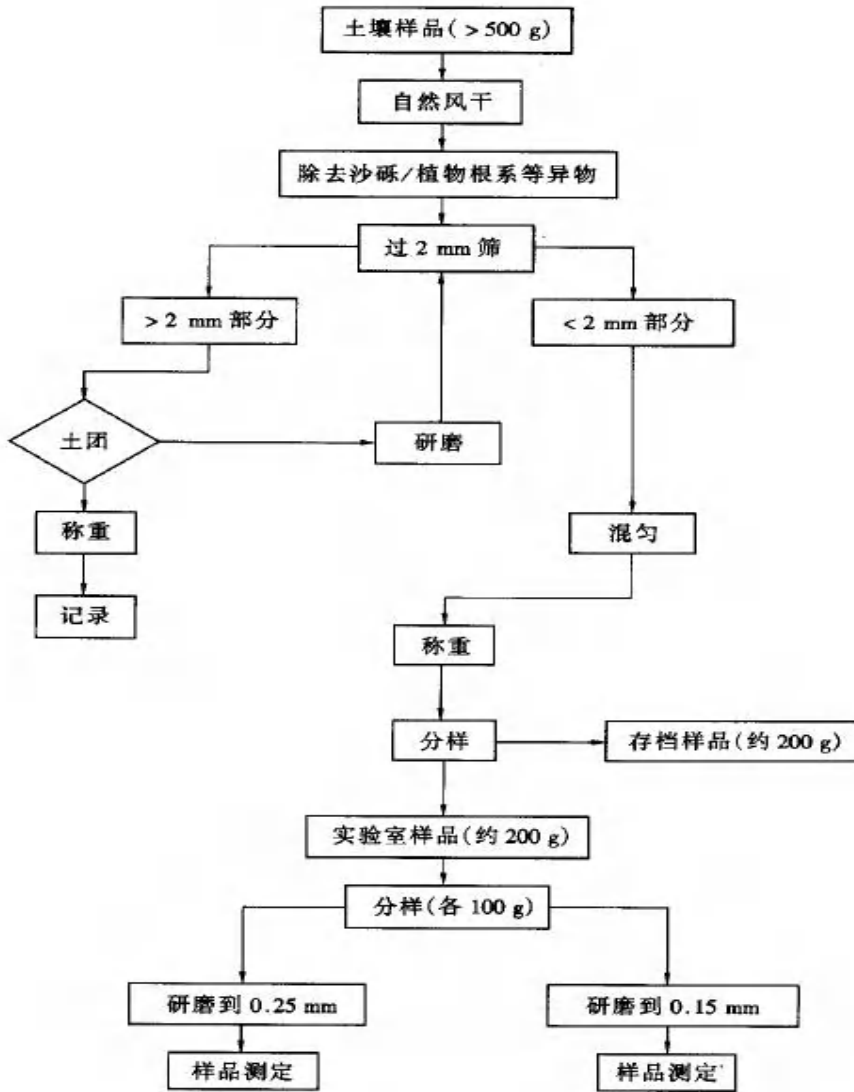 土壤样品(>500 g)
自然风干
除去沙砾/植物根系等异物
过 2 mm 筛
>2 mm 部分
<2 mm 部分
土团
研磨
称重
混匀
记录
称重
分样
存档样品(约 200 g)
实验室样品(约 200 g)
分样(各 100 g)
研磨到 0.25 mm
研磨到 0.15 mm
样品测定
样品测定